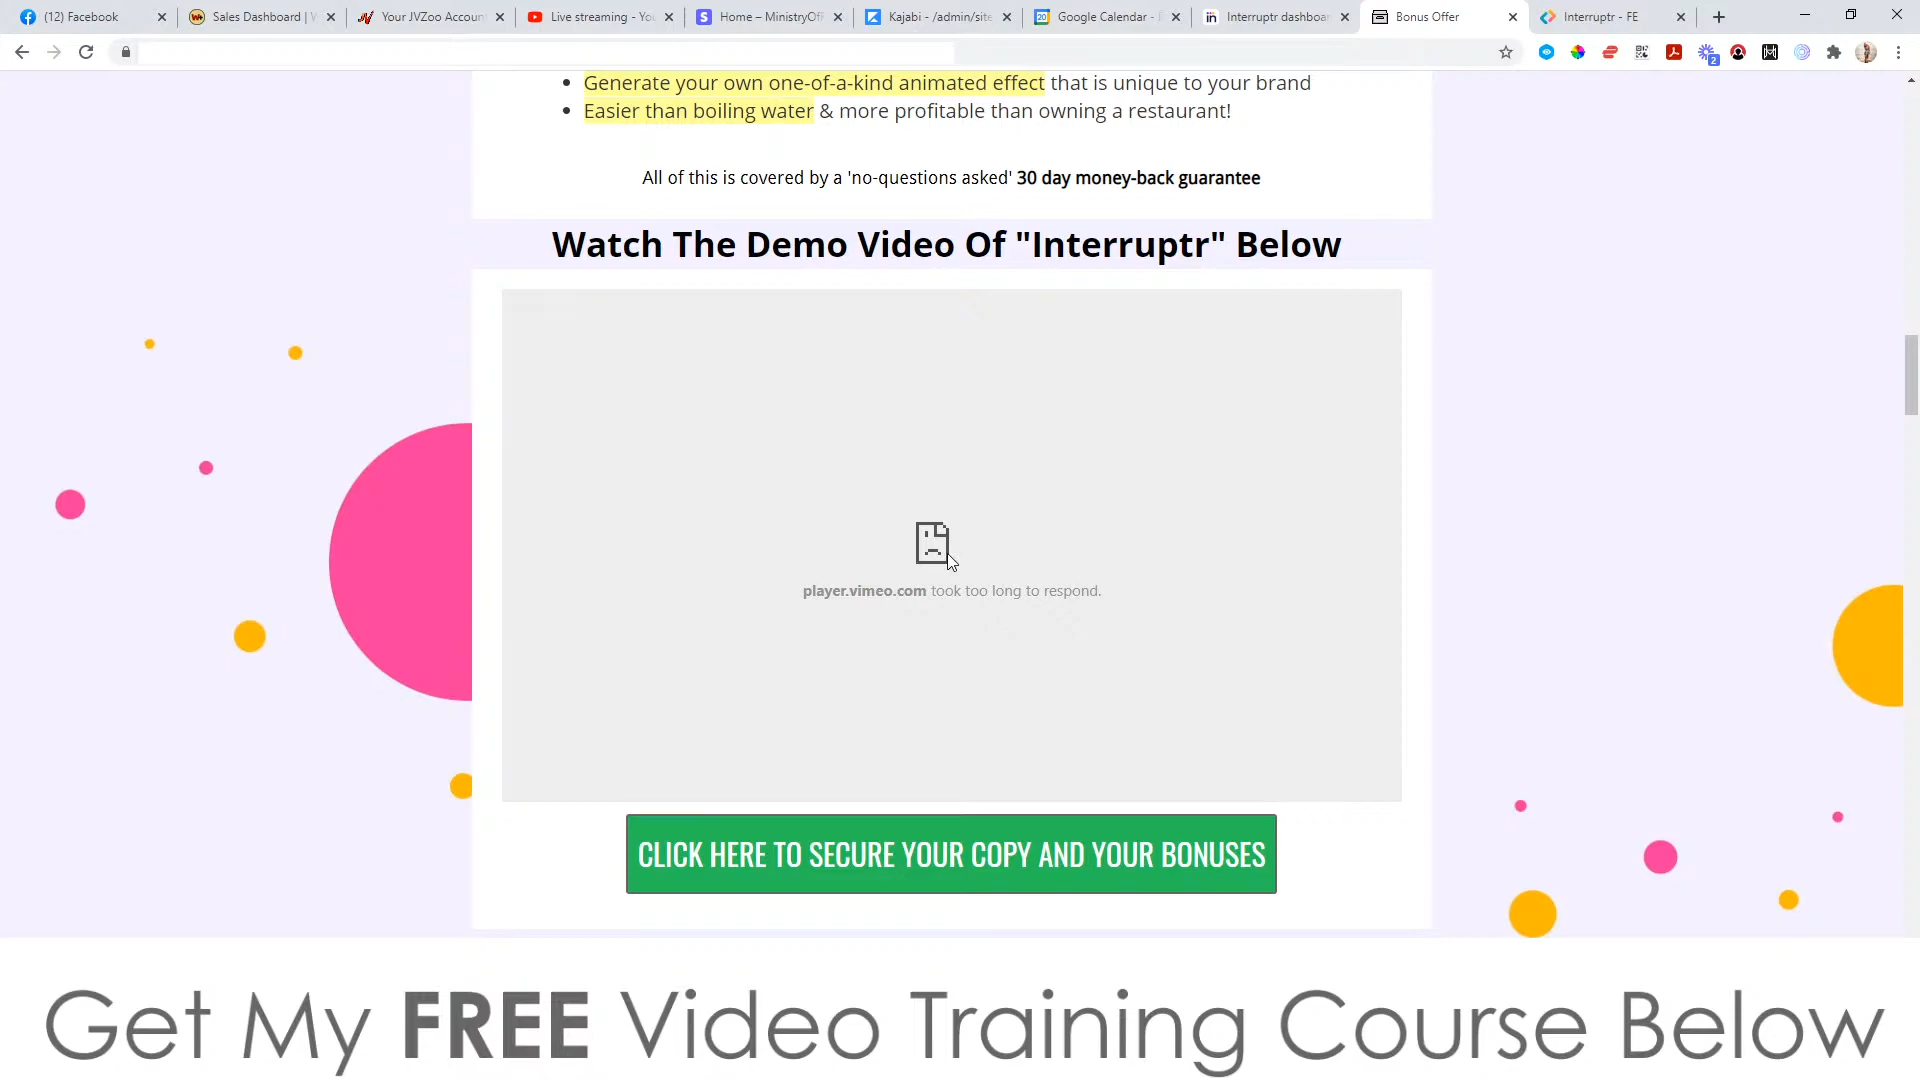 (12) Facebook
Sales Dashboard | W
Your JVZoo Accoun
Live streaming - You
Home – MinistryOf
Kajabi - /admin/site
Google Calendar -
Interruptr dashboar
Bonus Offer
Interruptr - FE
Generate your own one-of-a-kind animated effect that is unique to your brand
Easier than boiling water & more profitable than owning a restaurant!
All of this is covered by a 'no-questions asked' 30 day money-back guarantee
Watch The Demo Video Of "Interruptr" Below
player.vimeo.com took too long to respond.
CLICK HERE TO SECURE YOUR COPY AND YOUR BONUSES
Get My FREE Video Training Course Below